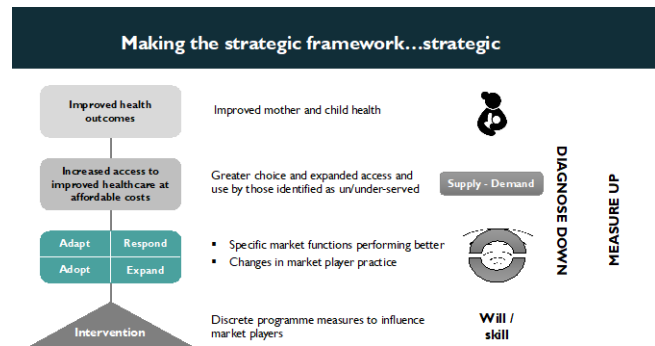 Making the strategic framework…strategic
Improved health
outcomes
Improved mother and child health
Increased access to
improved healthcare at
affordable costs
Greater choice and expanded access and
use by those identified as un/under-served
Supply - Demand
Adapt
Respond
Adopt
Expand
▪ Specific market functions performing better
▪ Changes in market player practice
Intervention
Discrete programme measures to influence
market players
Will /
skill
DIAGNOSE DOWN
MEASURE UP